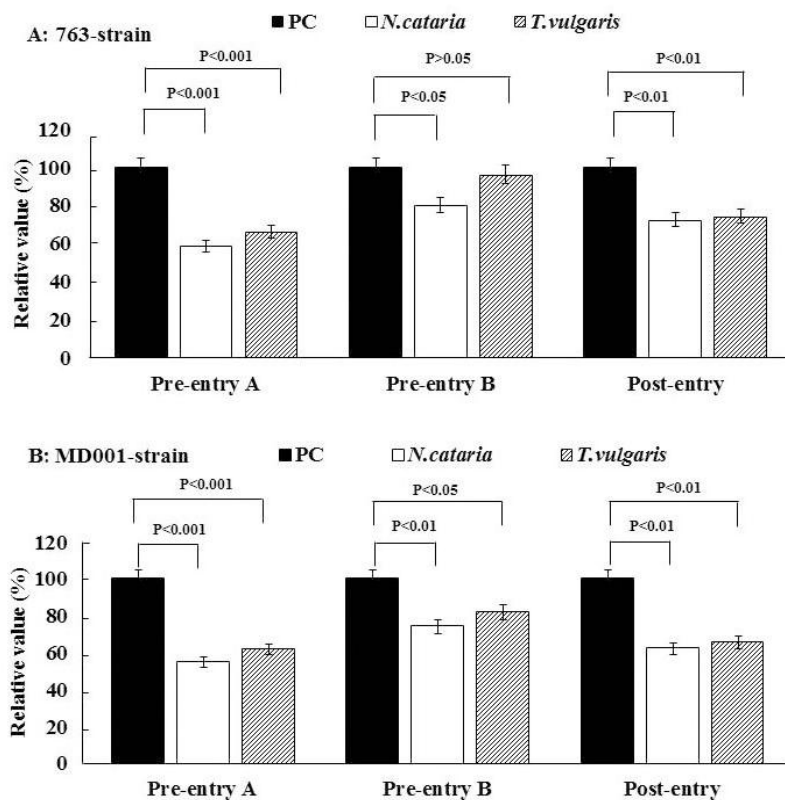 PC N.cataria T.vulgaris
A: 763-strain
P<0.001
P<0.001
P>0.05
P<0.05
P<0.01
P<0.01
Relative value (%)
120
100
80
60
40
20
0
Pre-entry A Pre-entry B Post-entry
B: MD001-strain PC N.cataria T.vulgaris
P<0.001
P<0.001
P<0.05
P<0.01
P<0.01
P<0.01
Relative value (%)
120
100
80
60
40
20
0
Pre-entry A Pre-entry B Post-entry